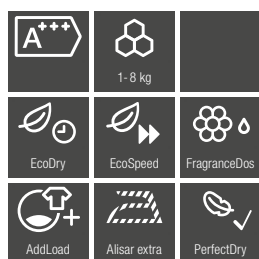 A+++
1- 8 kg
EcoDry
EcoSpeed
FragranceDos
AddLoad
Alisar extra
PerfectDry